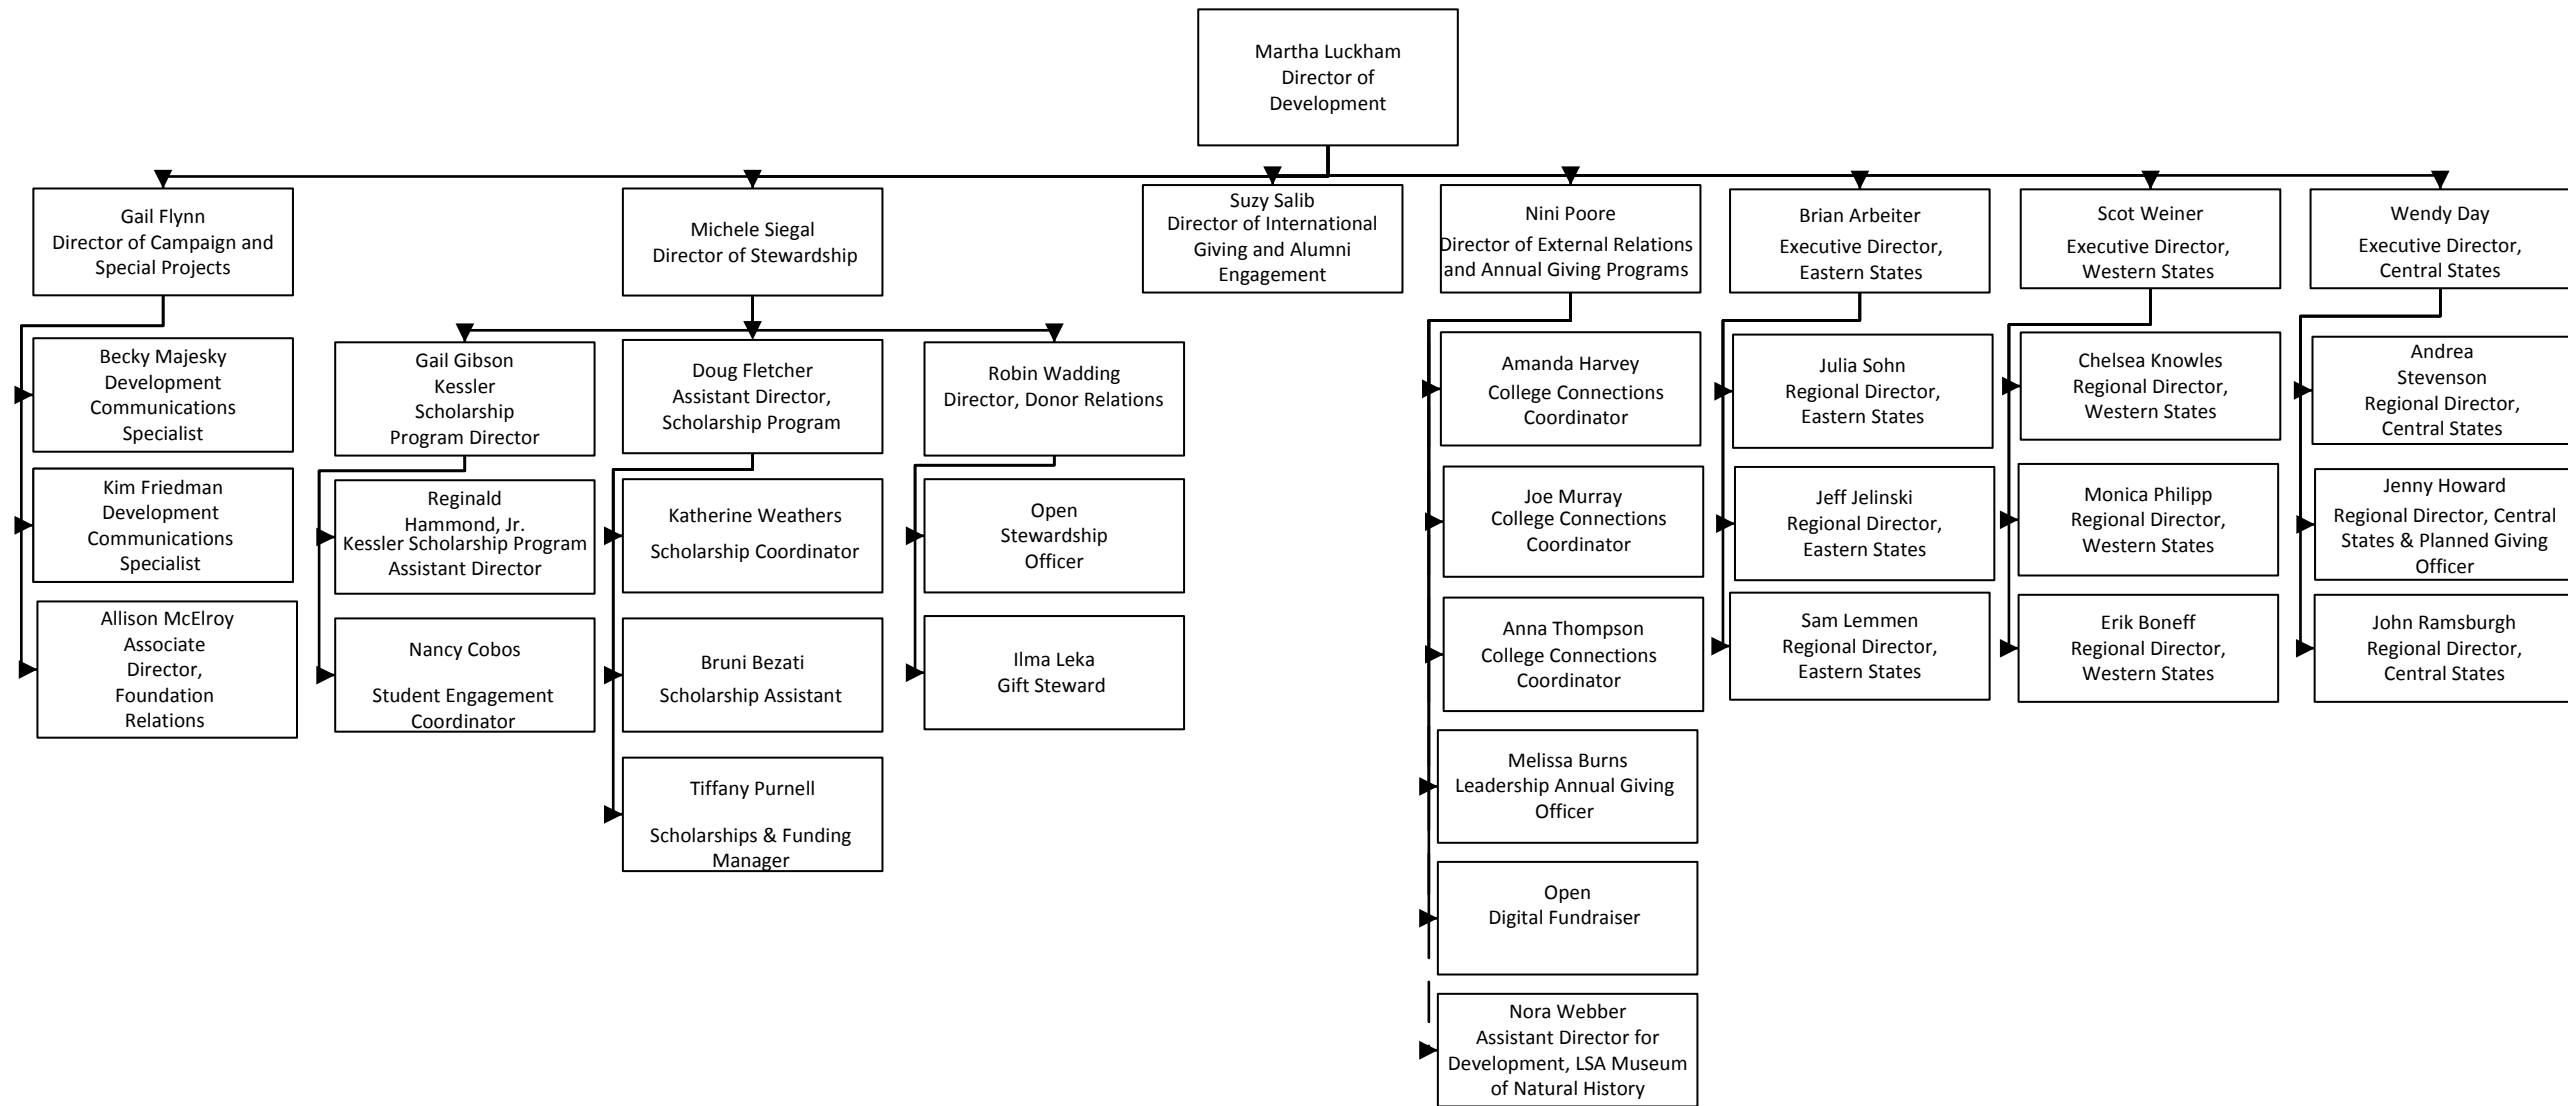 Martha Luckham
Director of
Development
Gail Flynn
Director of Campaign and
Special Projects
Michele Siegal
Director of Stewardship
Suzy Salib
Director of International
Giving and Alumni
Engagement
Nini Poore
Director of External Relations
and Annual Giving Programs
Brian Arbeiter
Executive Director,
Eastern States
Scot Weiner
Executive Director,
Western States
Wendy Day
Executive Director,
Central States
Becky Majesky
Development
Communications
Specialist
Gail Gibson
Kessler
Scholarship
Program Director
Doug Fletcher
Assistant Director,
Scholarship Program
Robin Wadding
Director, Donor Relations
Amanda Harvey
College Connections
Coordinator
Julia Sohn
Regional Director,
Eastern States
Chelsea Knowles
Regional Director,
Western States
Andrea
Stevenson
Regional Director,
Central States
Kim Friedman
Development
Communications
Specialist
Reginald
Hammond, Jr.
Kessler Scholarship Program
Assistant Director
Katherine Weathers
Scholarship Coordinator
Open
Stewardship
Officer
Joe Murray
College Connections
Coordinator
Jeff Jelinski
Regional Director,
Eastern States
Monica Philipp
Regional Director,
Western States
Jenny Howard
Regional Director, Central
States & Planned Giving
Officer
Allison McElroy
Associate
Director,
Foundation
Relations
Nancy Cobos
Student Engagement
Coordinator
Bruni Bezati
Scholarship Assistant
Ilma Leka
Gift Steward
Anna Thompson
College Connections
Coordinator
Sam Lemmen
Regional Director,
Eastern States
Erik Boneff
Regional Director,
Western States
John Ramsburgh
Regional Director,
Central States
Tiffany Purnell
Scholarships & Funding
Manager
Melissa Burns
Leadership Annual Giving
Officer
Open
Digital Fundraiser
Nora Webber
Assistant Director for
Development, LSA Museum
of Natural History